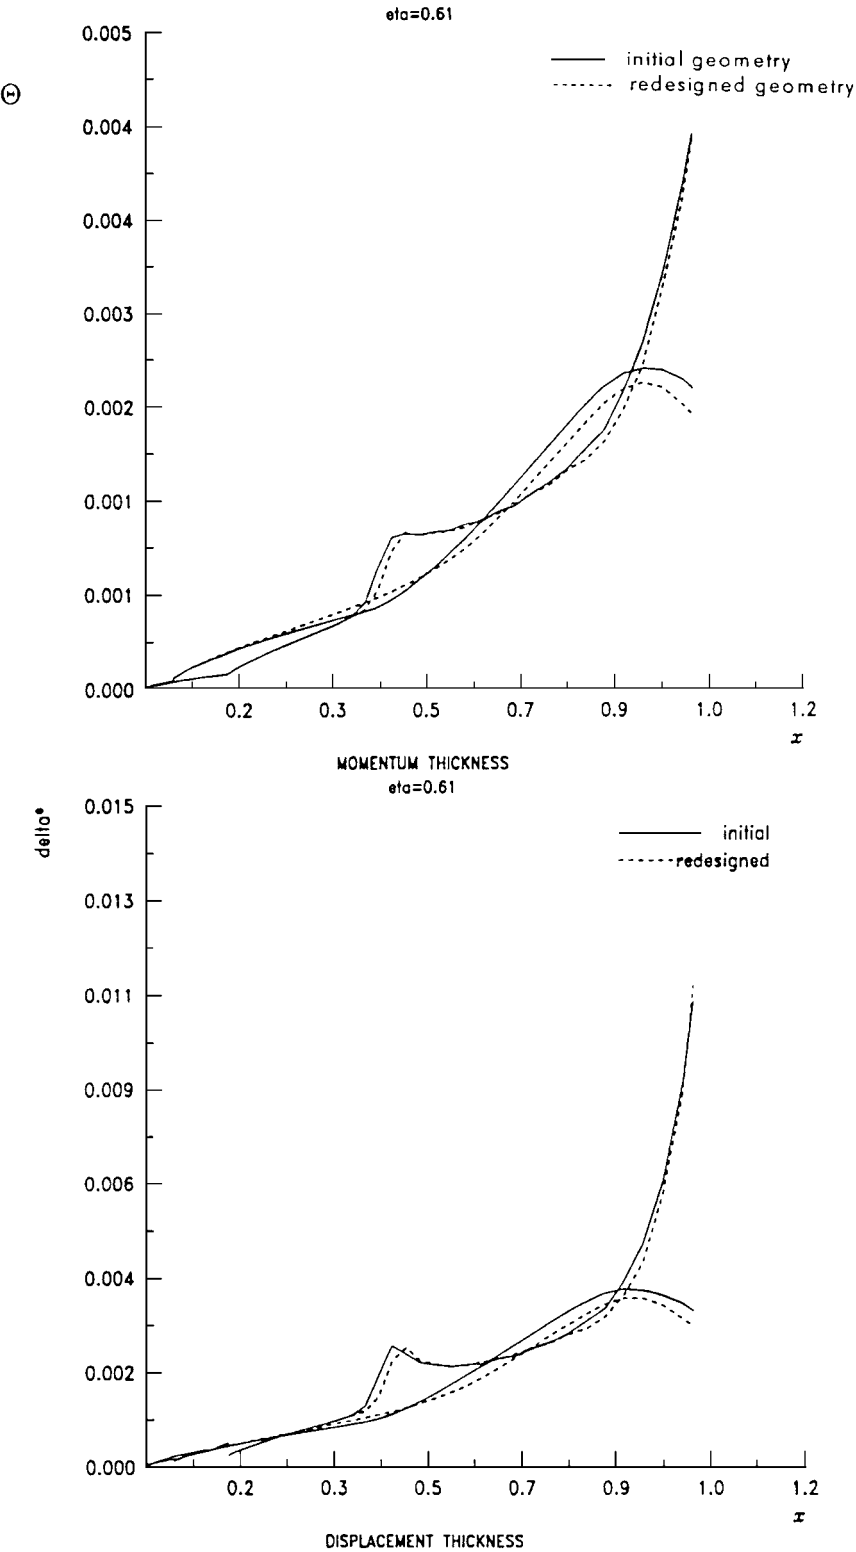 eta=0.61
0.005
initial geometry
Θ
redesigned geometry
0.004
0.004
0.003
0.002
0.001
0.001
0.000
0.2 0.3 0.5 0.7 0.9 1.0 1.2
x
MOMENTUM THICKNESS
eta=0.61
0.015
delta*
initial
redesigned
0.013
0.011
0.009
0.006
0.004
0.002
0.000
0.2 0.3 0.5 0.7 0.9 1.0 1.2
x
DISPLACEMENT THICKNESS